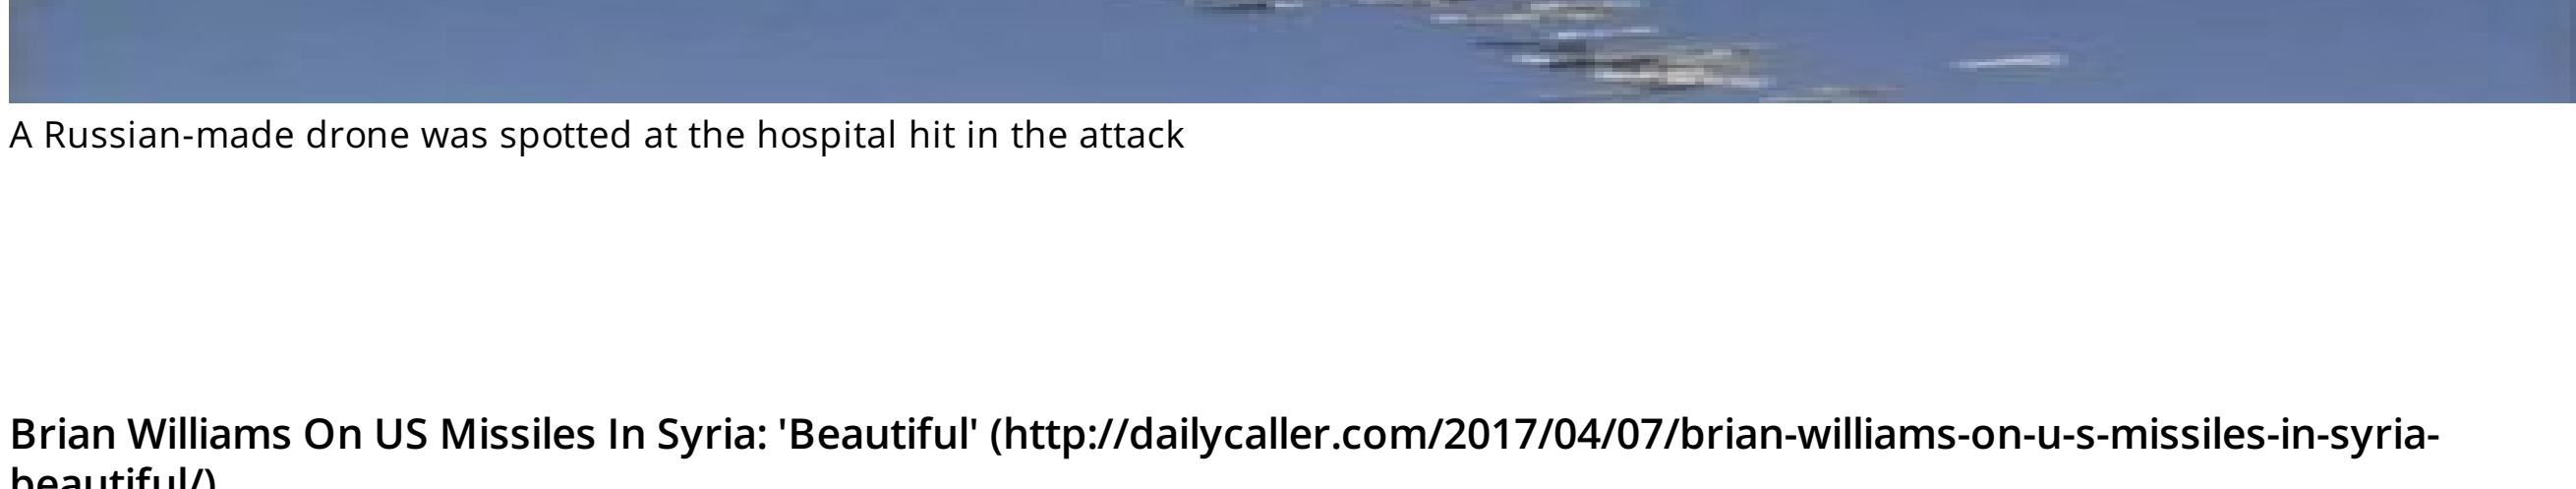 A Russian-made drone was spotted at the hospital hit in the attack
Brian Williams On US Missiles In Syria: 'Beautiful' (http://dailycaller.com/2017/04/07/brian-williams-on-u-s-missiles-in-syria-
beautiful/)